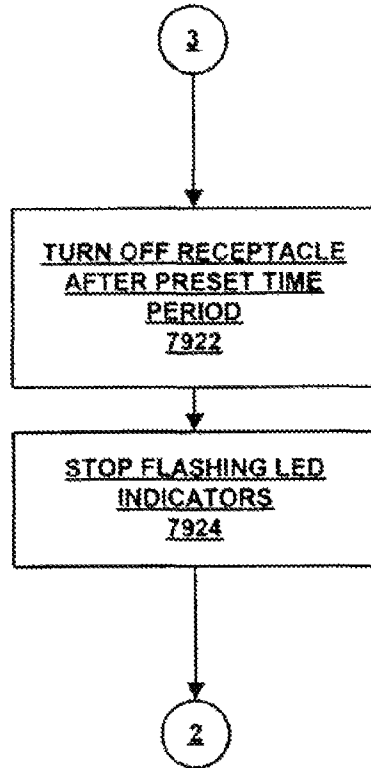 3
TURN OFF RECEPTACLE
AFTER PRESET TIME
PERIOD
7922
STOP FLASHING LED
INDICATORS
7924
2